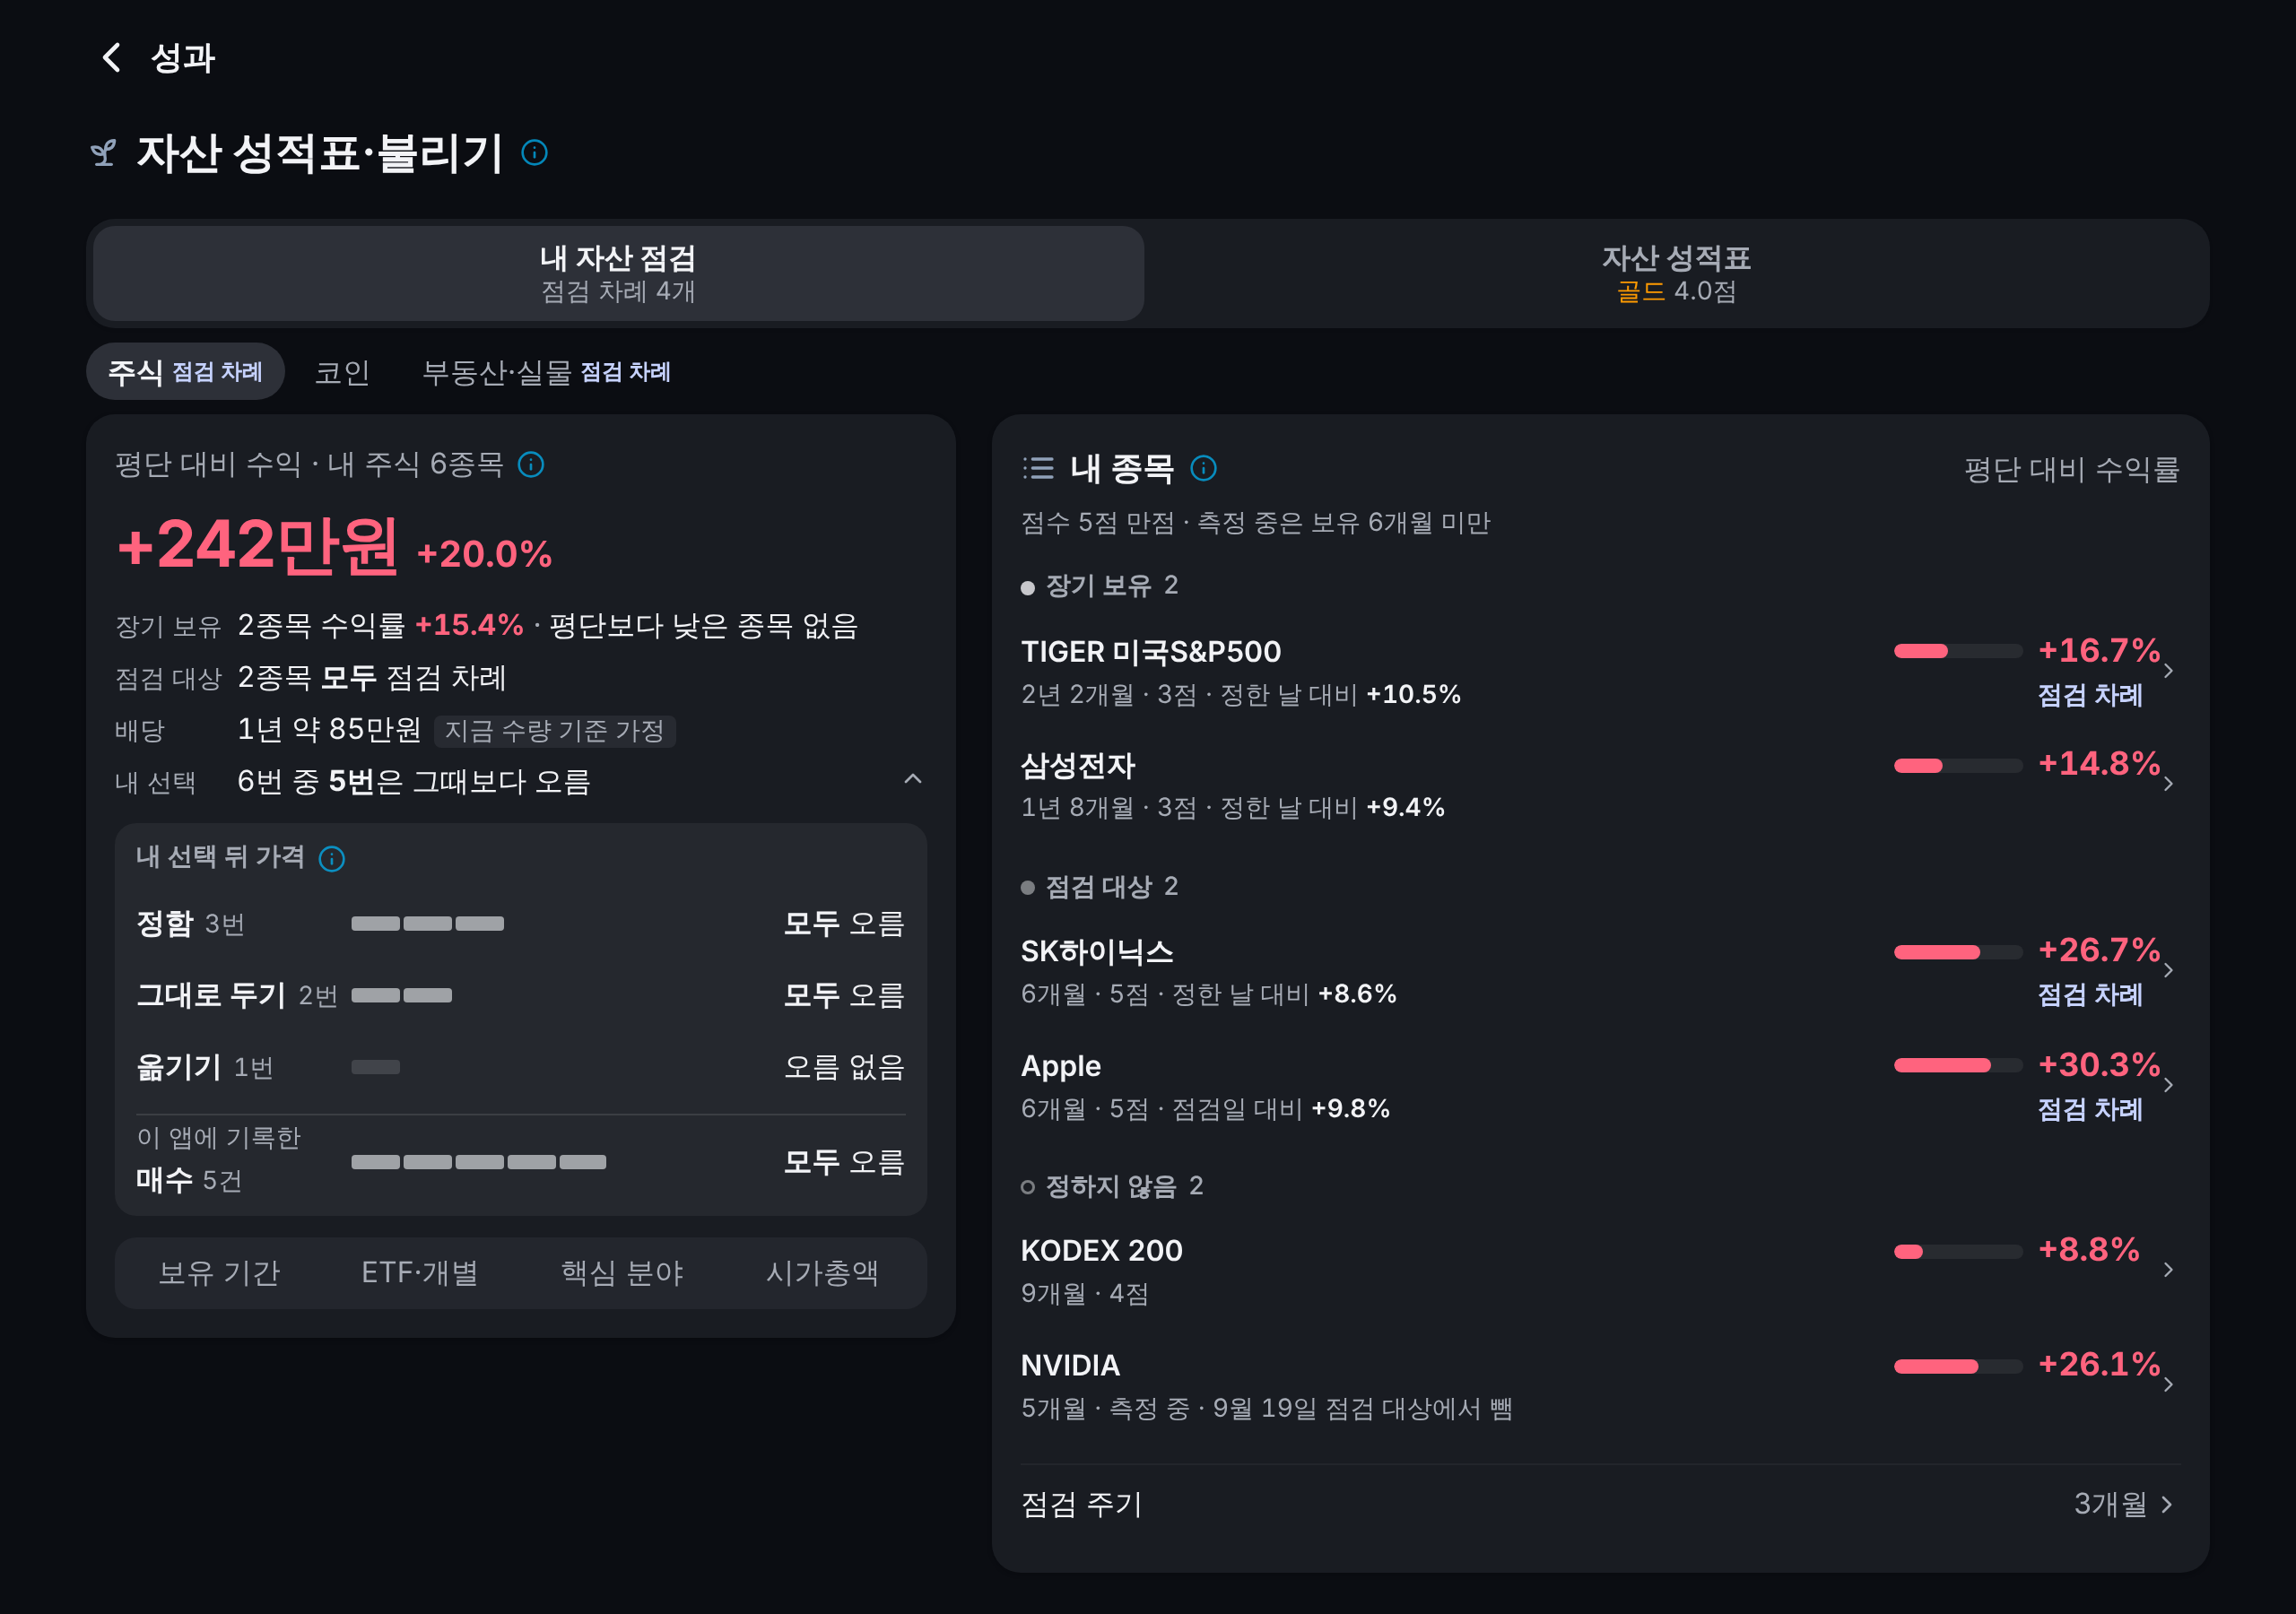 성과
자산 성적표·불리기
내 자산 점검
점검 차례 4개
자산 성적표
골드 4.0점
주식 점검 차례
코인
부동산·실물 점검 차례
평단 대비 수익 · 내 주식 6종목
+242만원 +20.0%
장기 보유 2종목 수익률 +15.4% · 평단보다 낮은 종목 없음
점검 대상 2종목 모두 점검 차례
배당 1년 약 85만원 지금 수량 기준 가정
내 선택 6번 중 5번은 그때보다 오름
내 선택 뒤 가격
정함 3번 모두 오름
그대로 두기 2번 모두 오름
옮기기 1번 오름 없음
이 앱에 기록한
매수 5건 모두 오름
보유 기간 ETF·개별 핵심 분야 시가총액
내 종목 평단 대비 수익률
점수 5점 만점 · 측정 중은 보유 6개월 미만
장기 보유 2
TIGER 미국S&P500 +16.7%
2년 2개월 · 3점 · 정한 날 대비 +10.5% 점검 차례
삼성전자 +14.8%
1년 8개월 · 3점 · 정한 날 대비 +9.4%
점검 대상 2
SK하이닉스 +26.7%
6개월 · 5점 · 정한 날 대비 +8.6% 점검 차례
Apple +30.3%
6개월 · 5점 · 점검일 대비 +9.8% 점검 차례
정하지 않음 2
KODEX 200 +8.8%
9개월 · 4점
NVIDIA +26.1%
5개월 · 측정 중 · 9월 19일 점검 대상에서 뺌
점검 주기 3개월